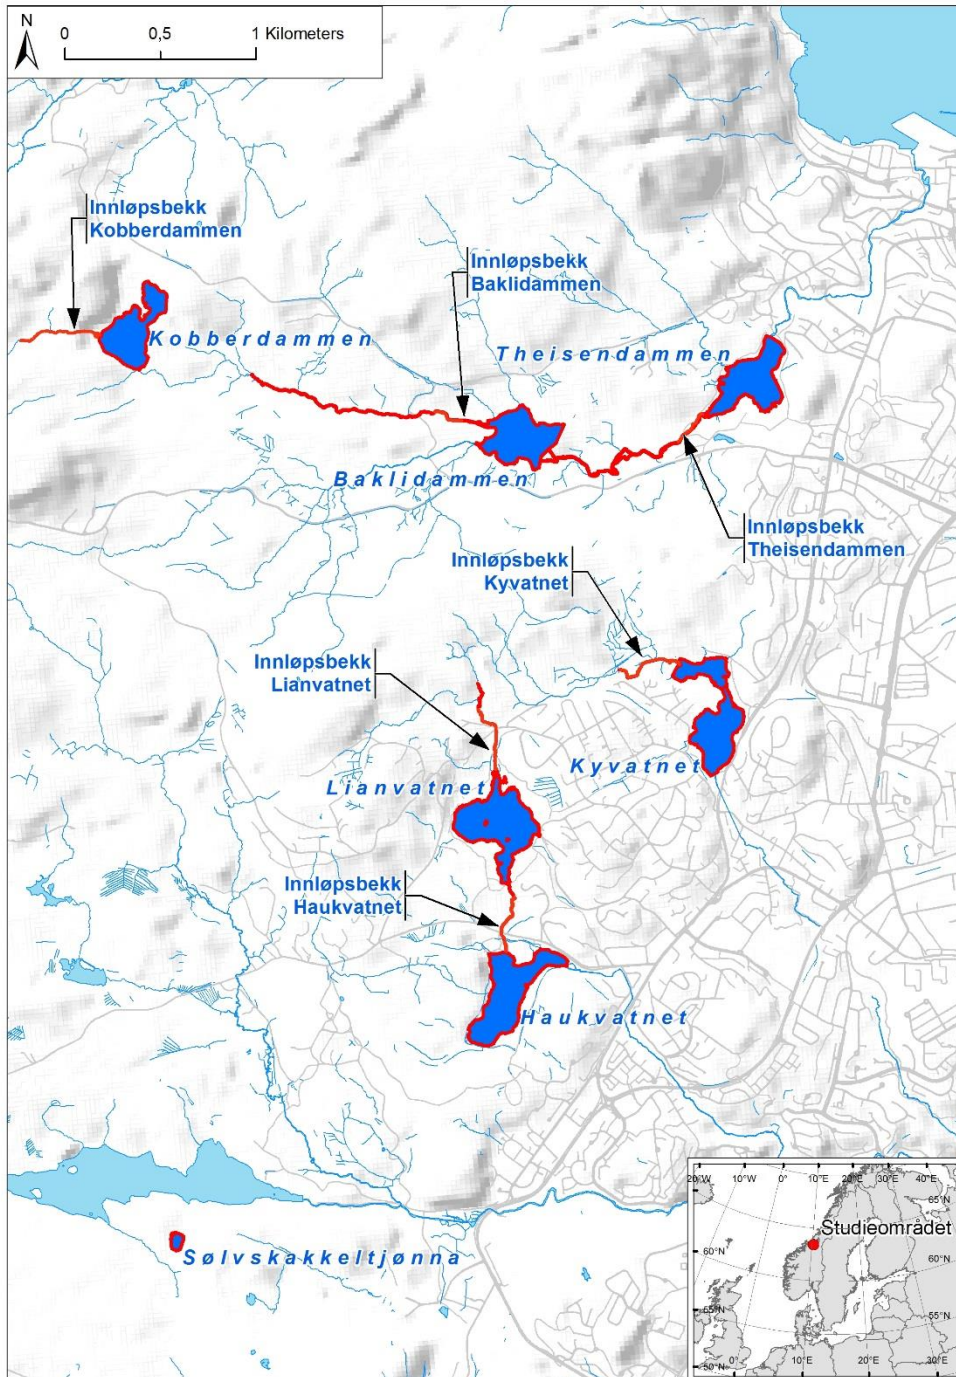 N
0 0,5 1 Kilometers
Innløpsbekk
Kobberdammen
Innløpsbekk
Baklidammen
Kobberdammen
Theisendammen
Baklidammen
Innløpsbekk
Theisendammen
Innløpsbekk
Kyvatnet
Innløpsbekk
Lianvatnet
Kyvatnet
Lianvatnet
Innløpsbekk
Haukvatnet
Haukvatnet
Sølvskakkeltjønna
20°W 10°W 0° 10°E 20°E 30°E 40°E
65°N
Studieområdet
60°N
60°N
55°N
55°N
50°N
0° 10°E 20°E 30°E